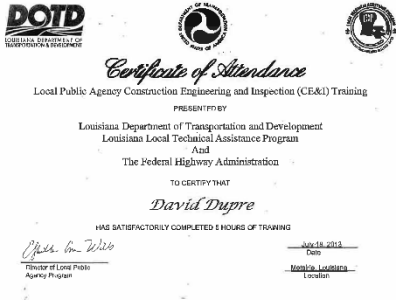 DOTD
LOUISIANA DEPARTMENT OF
TRANSPORTATION & DEVELOPMENT
Certificate of Attendance
Local Public Agency Construction Engineering and Inspection (CE&I) Training
PRESENTED BY
Louisiana Department of Transportation and Development
Louisiana Local Technical Assistance Program
And
The Federal Highway Administration
TO CERTIFY THAT
David Dupre
HAS SATISFACTORILY COMPLETED 6 HOURS OF TRAINING
Director of Local Public
Agency Program
July 18, 2013
Date
Metairie, Louisiana
Location